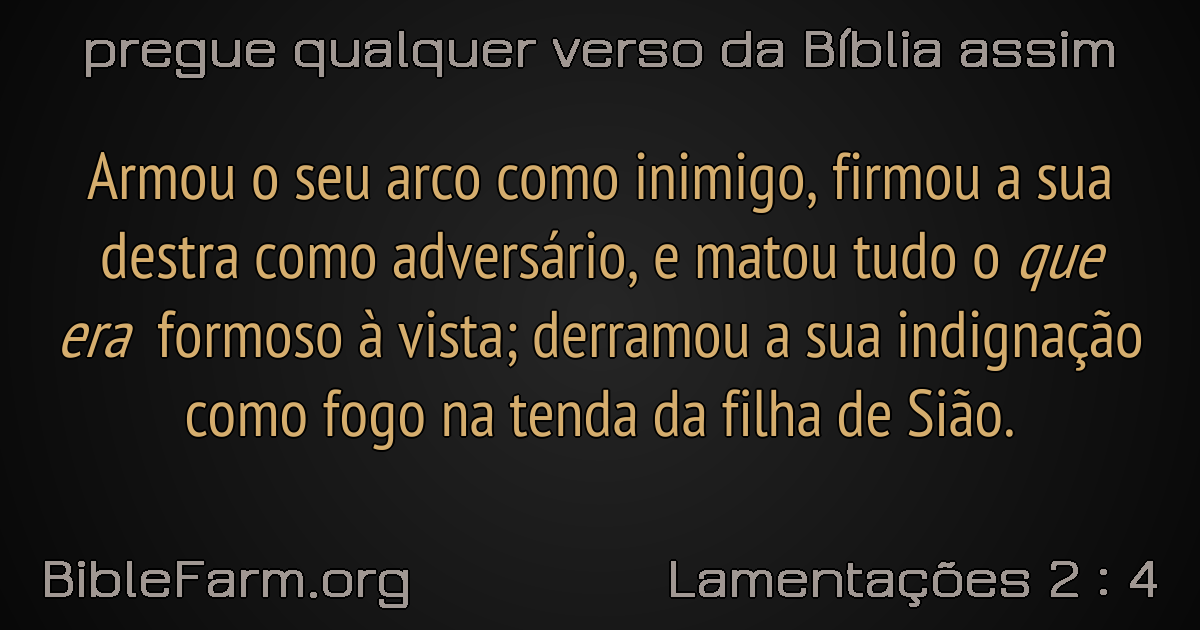 pregue qualquer verso da Bíblia assim
Armou o seu arco como inimigo, firmou a sua
destra como adversário, e matou tudo o que
era formoso à vista; derramou a sua indignação
como fogo na tenda da filha de Sião.
BibleFarm.org
Lamentações 2 : 4